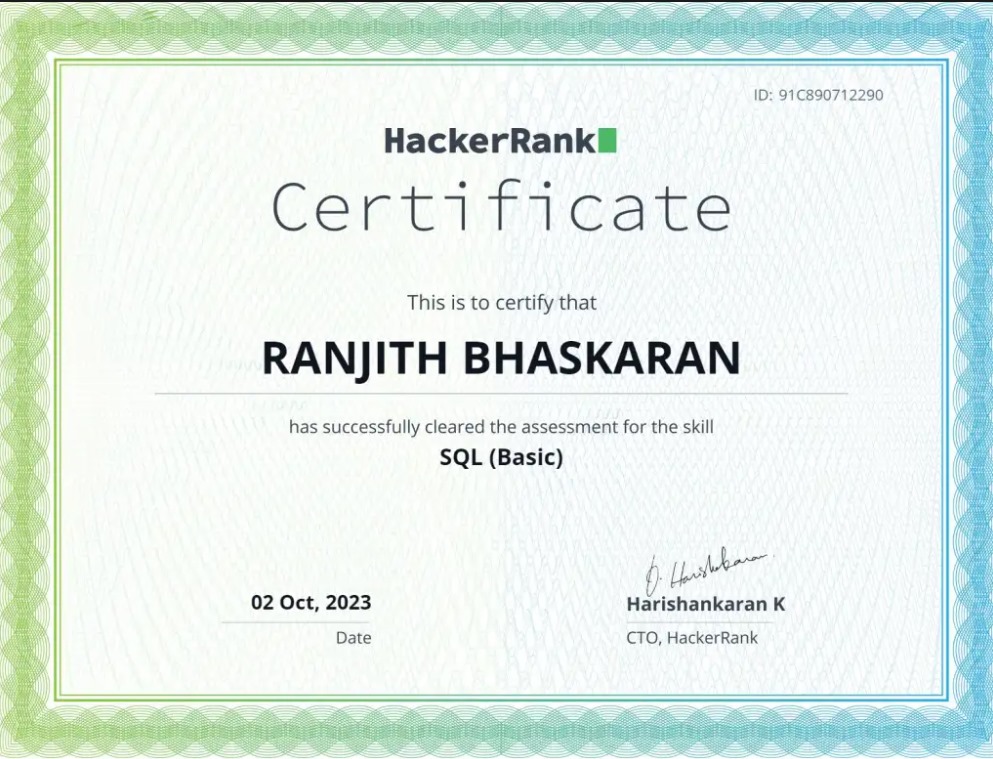 ID: 91C890712290
HackerRank
Certificate
This is to certify that
RANJITH BHASKARAN
has successfully cleared the assessment for the skill
SQL (Basic)
02 Oct, 2023
Date
Harishankaran K
CTO, HackerRank